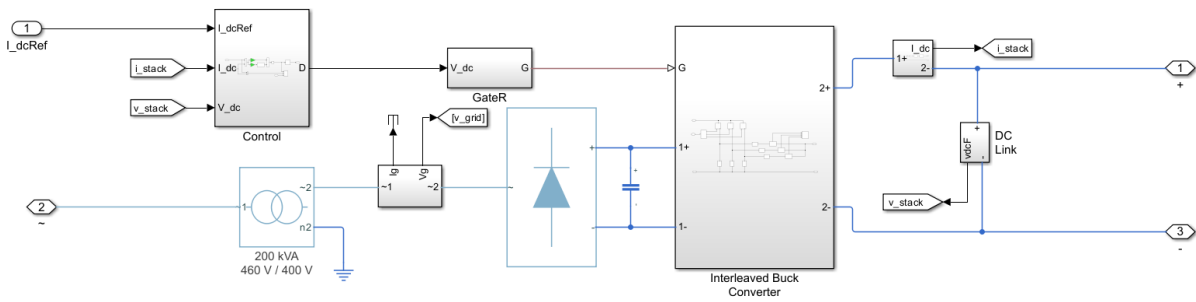 1
I_dcRef
I_dcRef
i_stack
I_dc
D
v_stack
V_dc
Control
V_dc
G
GateR
[v_grid]
Ig
Vg
~1
~2
2
~
1
~2
n2
200 kVA
460 V / 400 V
~
+
-
+
-
G
1+
1-
2+
2-
Interleaved Buck
Converter
I_dc
1+
2-
i_stack
1
+
+
vdcF
-
DC
Link
v_stack
3
-